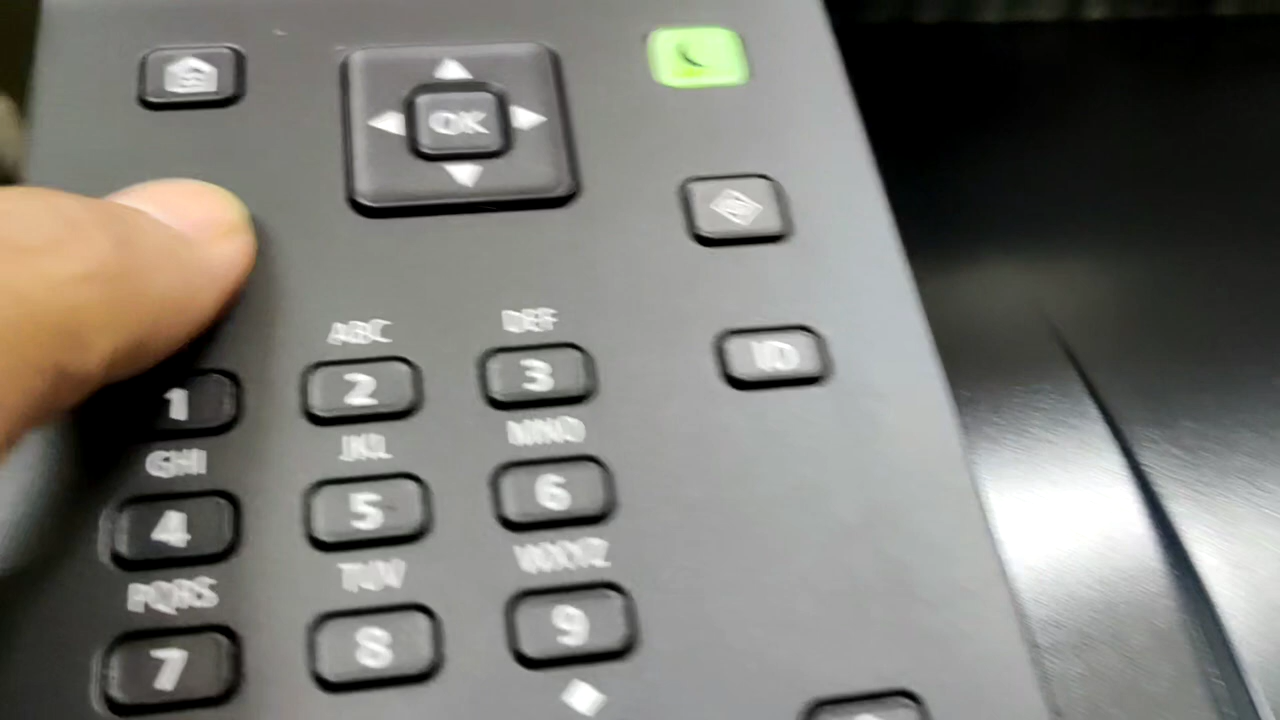 OK
ABC DEF
1 2 3
ID
GHI JKL MNO
4 5 6
PQRS TUV WXYZ
7 8 9